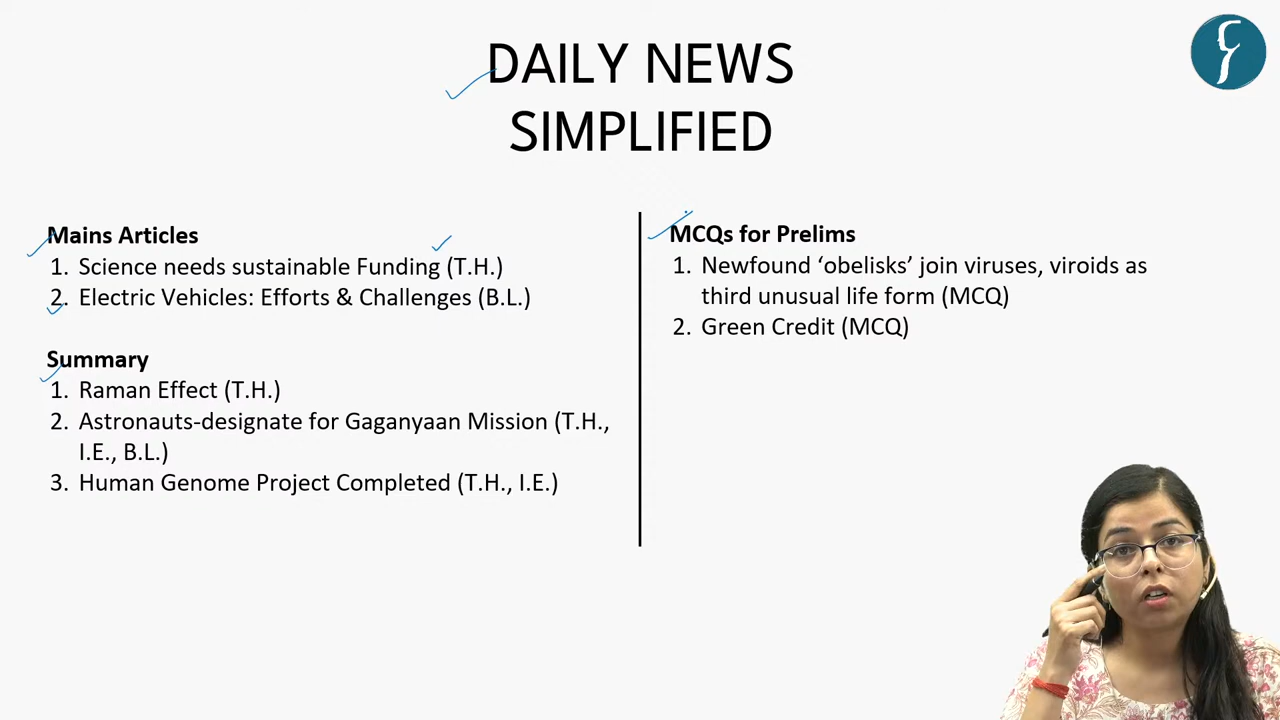 DAILY NEWS
SIMPLIFIED
Mains Articles
1. Science needs sustainable Funding (T.H.)
2. Electric Vehicles: Efforts & Challenges (B.L.)
Summary
1. Raman Effect (T.H.)
2. Astronauts-designate for Gaganyaan Mission (T.H.,
I.E., B.L.)
3. Human Genome Project Completed (T.H., I.E.)
MCQs for Prelims
1. Newfound ‘obelisks’ join viruses, viroids as
third unusual life form (MCQ)
2. Green Credit (MCQ)